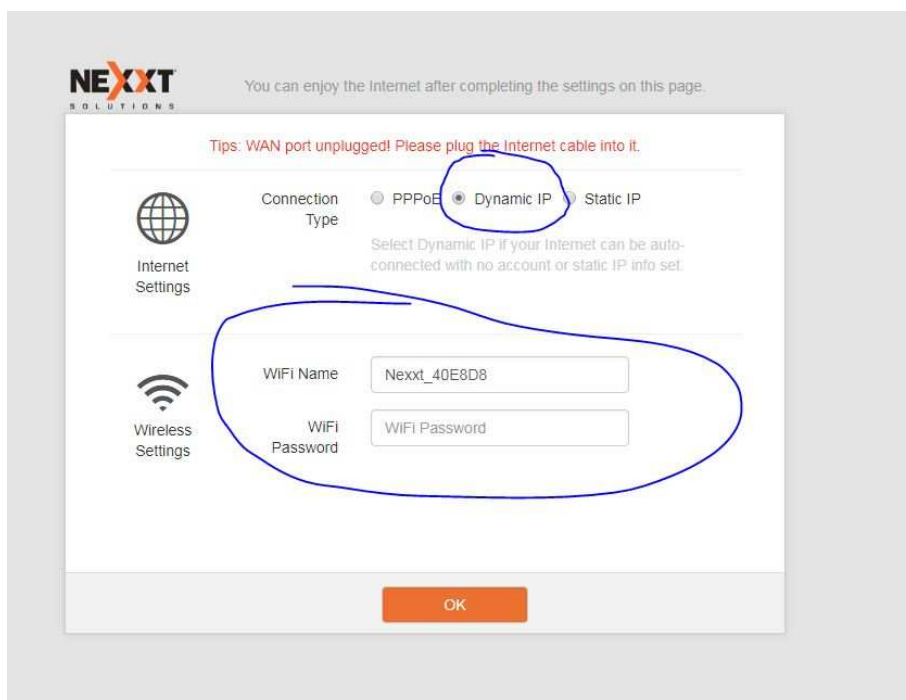 NEXXT
SOLUTIONS
You can enjoy the Internet after completing the settings on this page.
Tips: WAN port unplugged! Please plug the Internet cable into it.
Connection Type
PPPoE Dynamic IP Static IP
Select Dynamic IP if your Internet can be auto-
connected with no account or static IP info set.
Internet
Settings
WiFi Name
Nexxt_40E8D8
WiFi
Password
WiFi Password
Wireless
Settings
OK